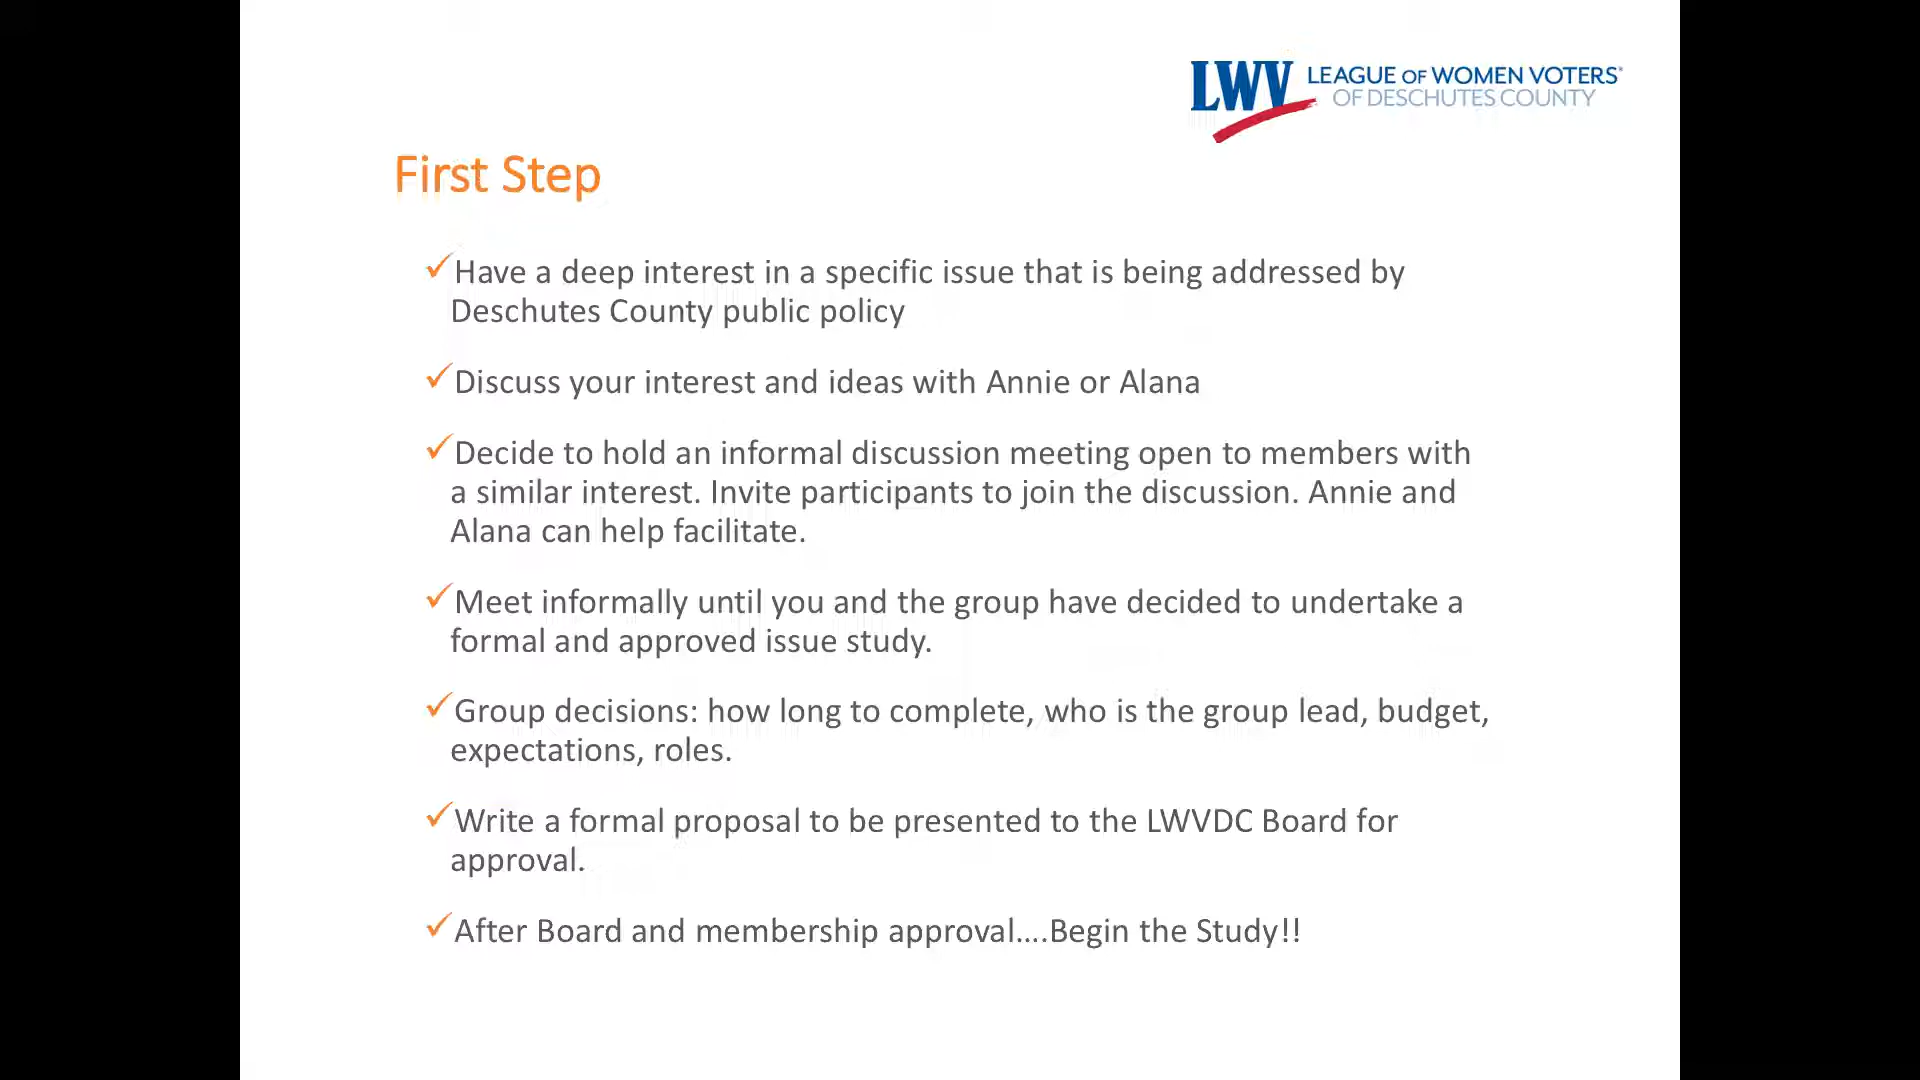 LWV LEAGUE OF WOMEN VOTERS®
OF DESCHUTES COUNTY
First Step
✓Have a deep interest in a specific issue that is being addressed by
Deschutes County public policy
✓Discuss your interest and ideas with Annie or Alana
✓Decide to hold an informal discussion meeting open to members with
a similar interest. Invite participants to join the discussion. Annie and
Alana can help facilitate.
✓Meet informally until you and the group have decided to undertake a
formal and approved issue study.
✓Group decisions: how long to complete, who is the group lead, budget,
expectations, roles.
✓Write a formal proposal to be presented to the LWVDC Board for
approval.
✓After Board and membership approval....Begin the Study!!